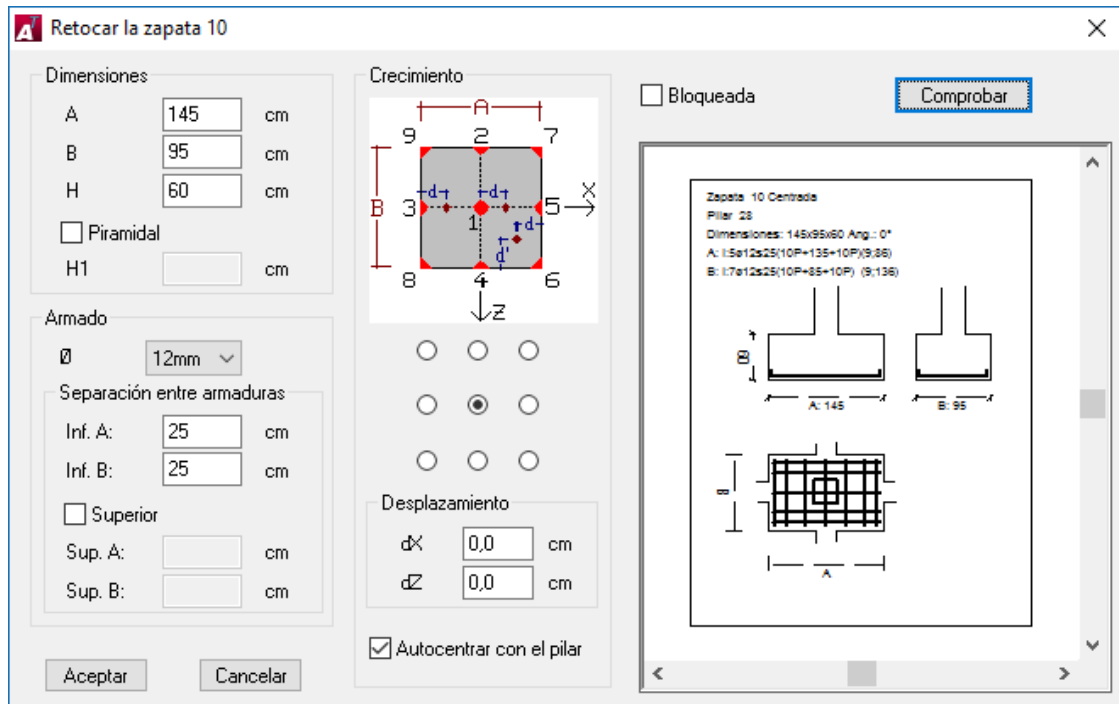 Retocar la zapata 10
Dimensiones
A 145 cm
B 95 cm
H 60 cm
Piramidal
H1 cm
Armado
Ø 12mm
Separación entre armaduras
Inf. A: 25 cm
Inf. B: 25 cm
Superior
Sup. A: cm
Sup. B: cm
Aceptar Cancelar
Crecimiento
A
9 2 7
B 3 d d 5 X
1 d
d'
8 4 6
Z
Desplazamiento
dX 0,0 cm
dZ 0,0 cm
Autocentrar con el pilar
Bloqueada Comprobar
Zapata 10 Centrada
Pilar 28
Dimensiones: 145x95x60 Ang.: 0°
A: I:5ø12s25(10P+135+10P)(9;86)
B: I:7ø12s25(10P+85+10P) (9;136)
60
A: 145 B: 95
B
A